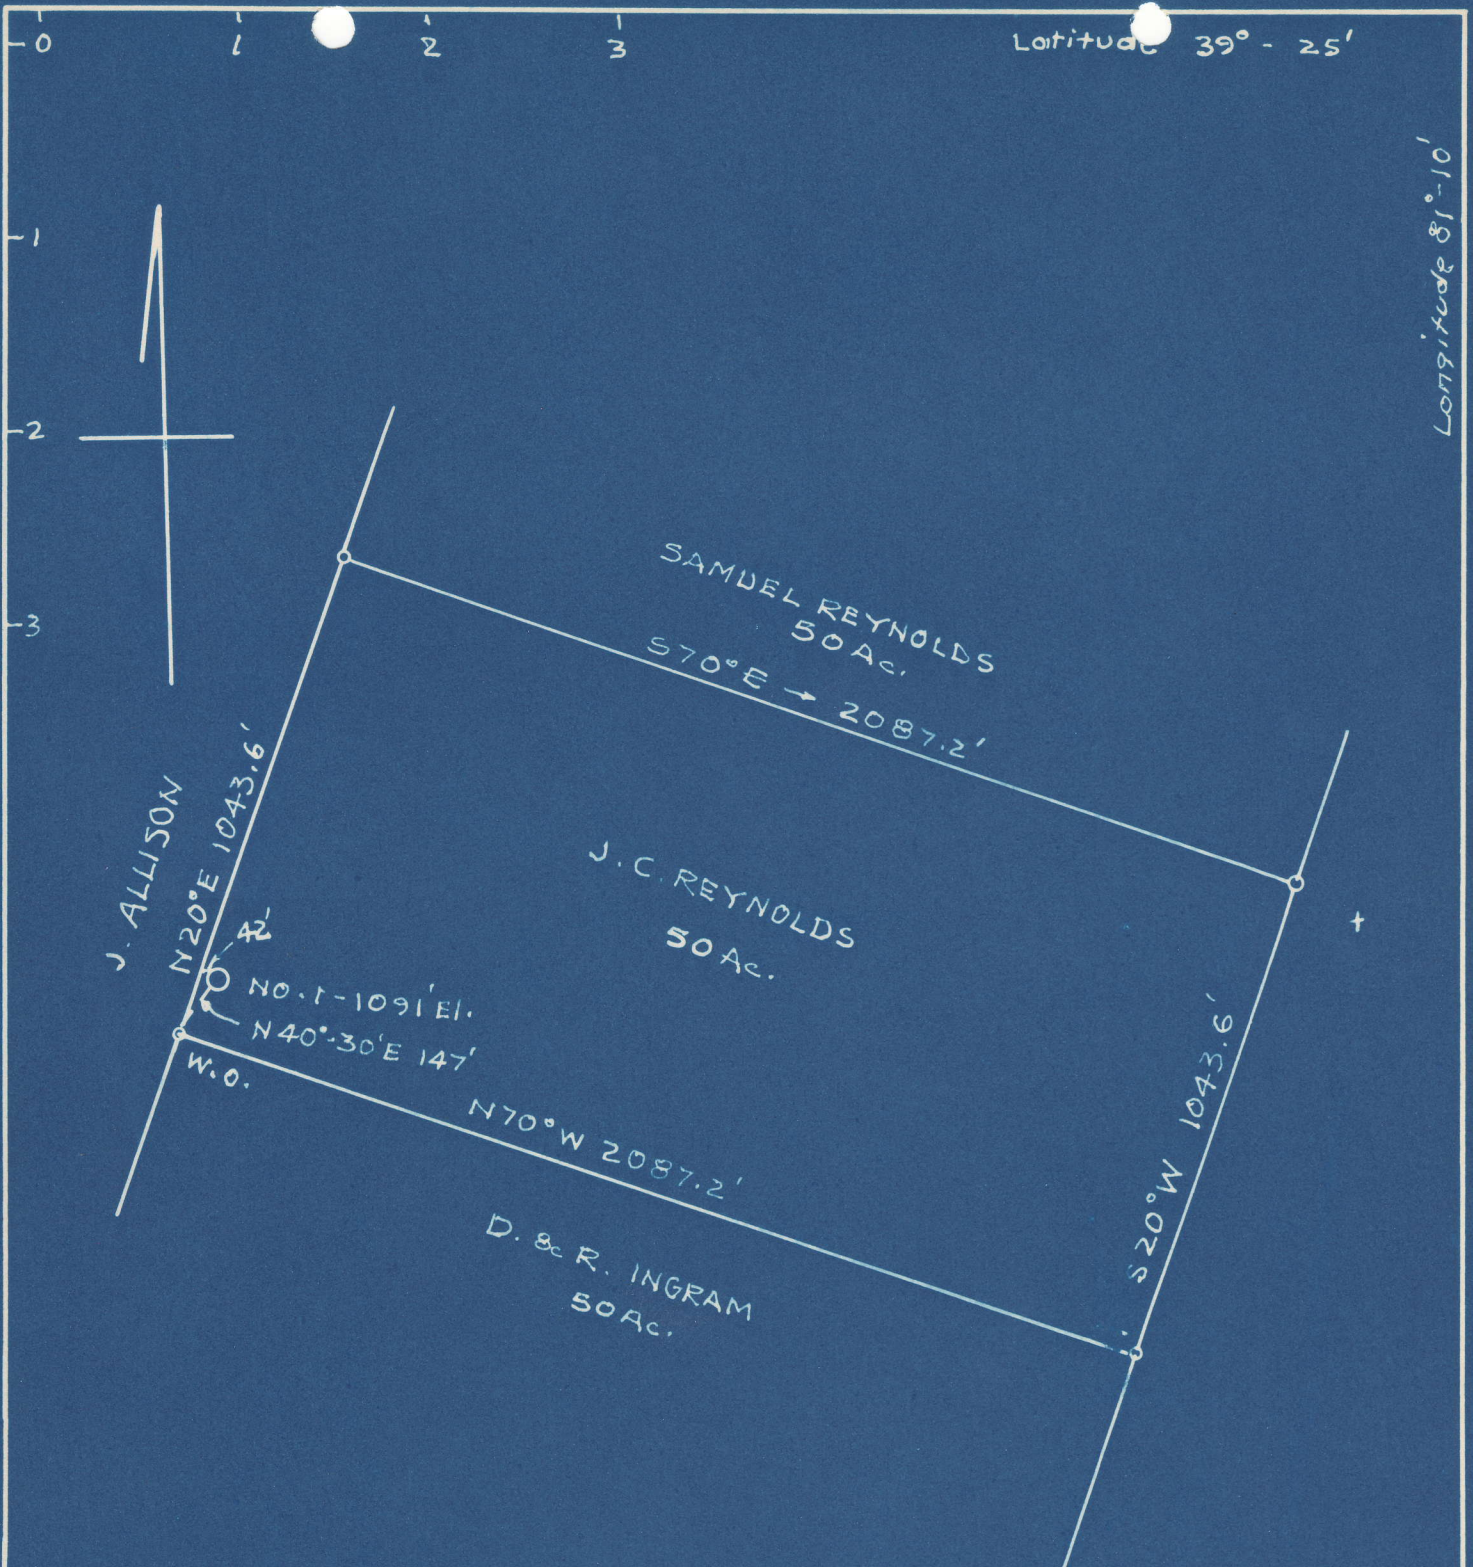 0 1 2 3 Latitude 39° - 25'
Longitude 81°-10'
1
2
3
SAMUEL REYNOLDS
50 Ac.
S70°E → 2087.2'
J. ALLISON
N20°E 1043.6'
J. C. REYNOLDS
50 Ac.
42'
NO. 1 - 1091' El.
N 40°-30'E 147'
W.O.
N70°W 2087.2'
S20°W 1043.6'
D. & R. INGRAM
50 Ac.